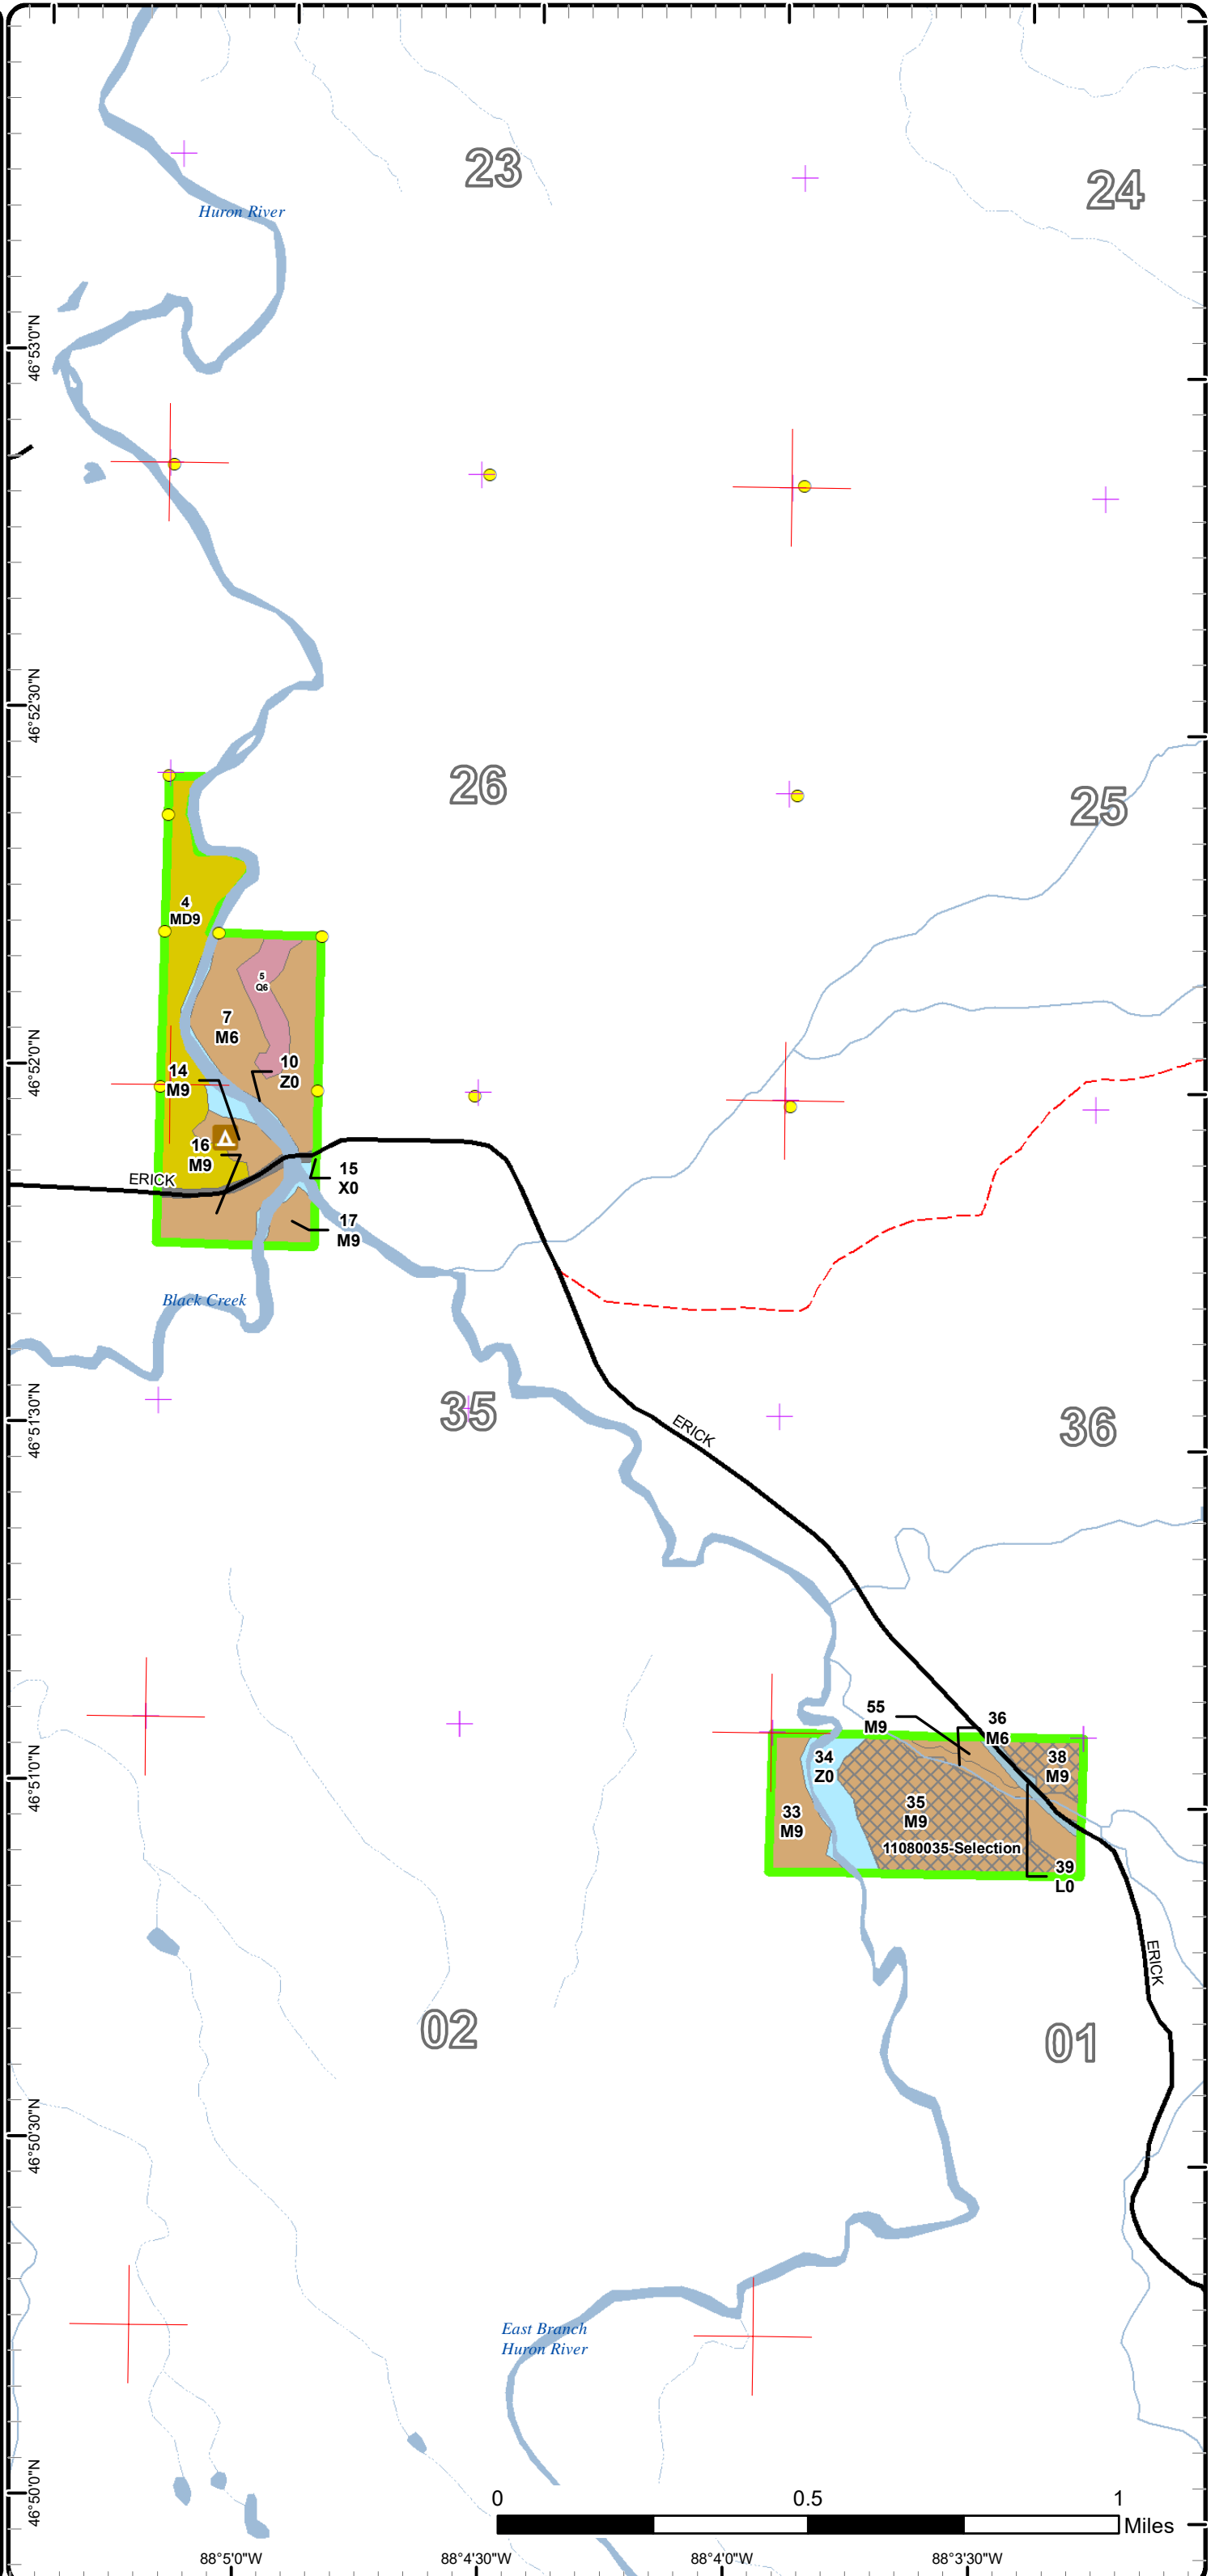 23
24
Huron River
46°53'0"N
46°52'30"N
26
25
4
MD9
5
Q6
7
M6
10
Z0
14
M9
46°52'0"N
16
M9
15
X0
ERICK
17
M9
Black Creek
35
36
46°51'30"N
ERICK
55
M9
36
M6
34
Z0
38
M9
33
M9
35
M9
11080035-Selection
39
L0
46°51'0"N
ERICK
02
01
46°50'30"N
East Branch
Huron River
46°50'0"N
0 0.5 1
Miles
88°5'0"W 88°4'30"W 88°4'0"W 88°3'30"W